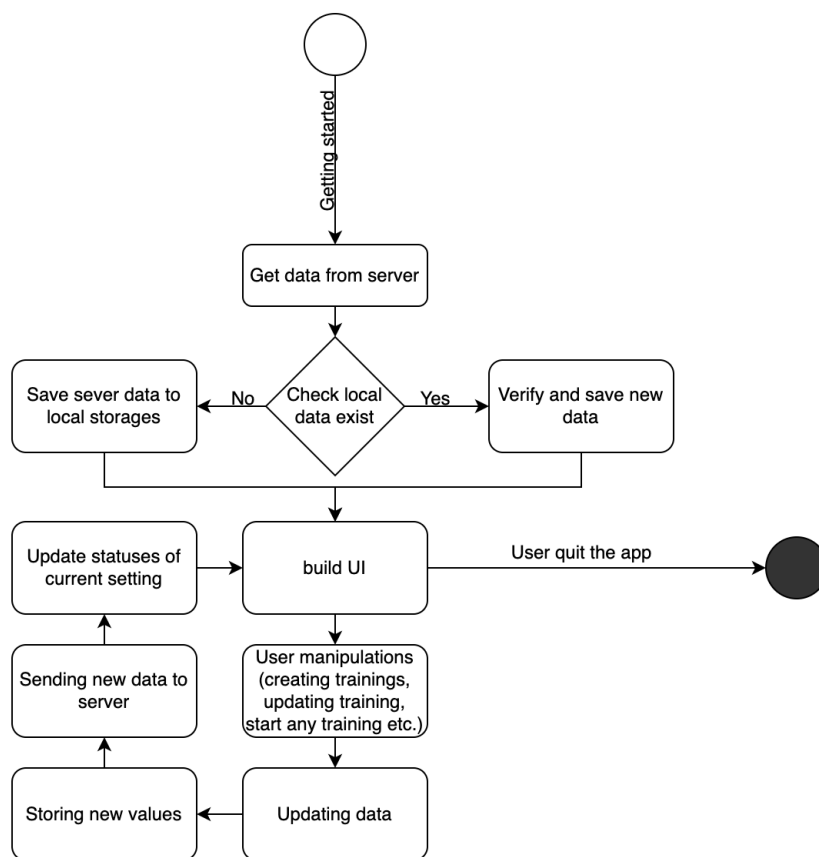 Getting started
Get data from server
Save sever data to
local storages
No
Check local
data exist
Yes
Verify and save new
data
Update statuses of
current setting
build UI
User quit the app
Sending new data to
server
User manipulations
(creating trainings,
updating training,
start any training etc.)
Storing new values
Updating data